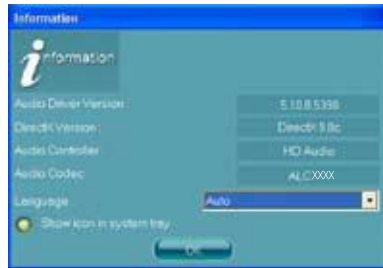 Information
information
Audio Driver Version : 5.10.0.5398
DirectX Version : DirectX 9.0c
Audio Controller HD Audio
Audio Codec ALCXXXX
Language Auto
Show icon in system tray
OK